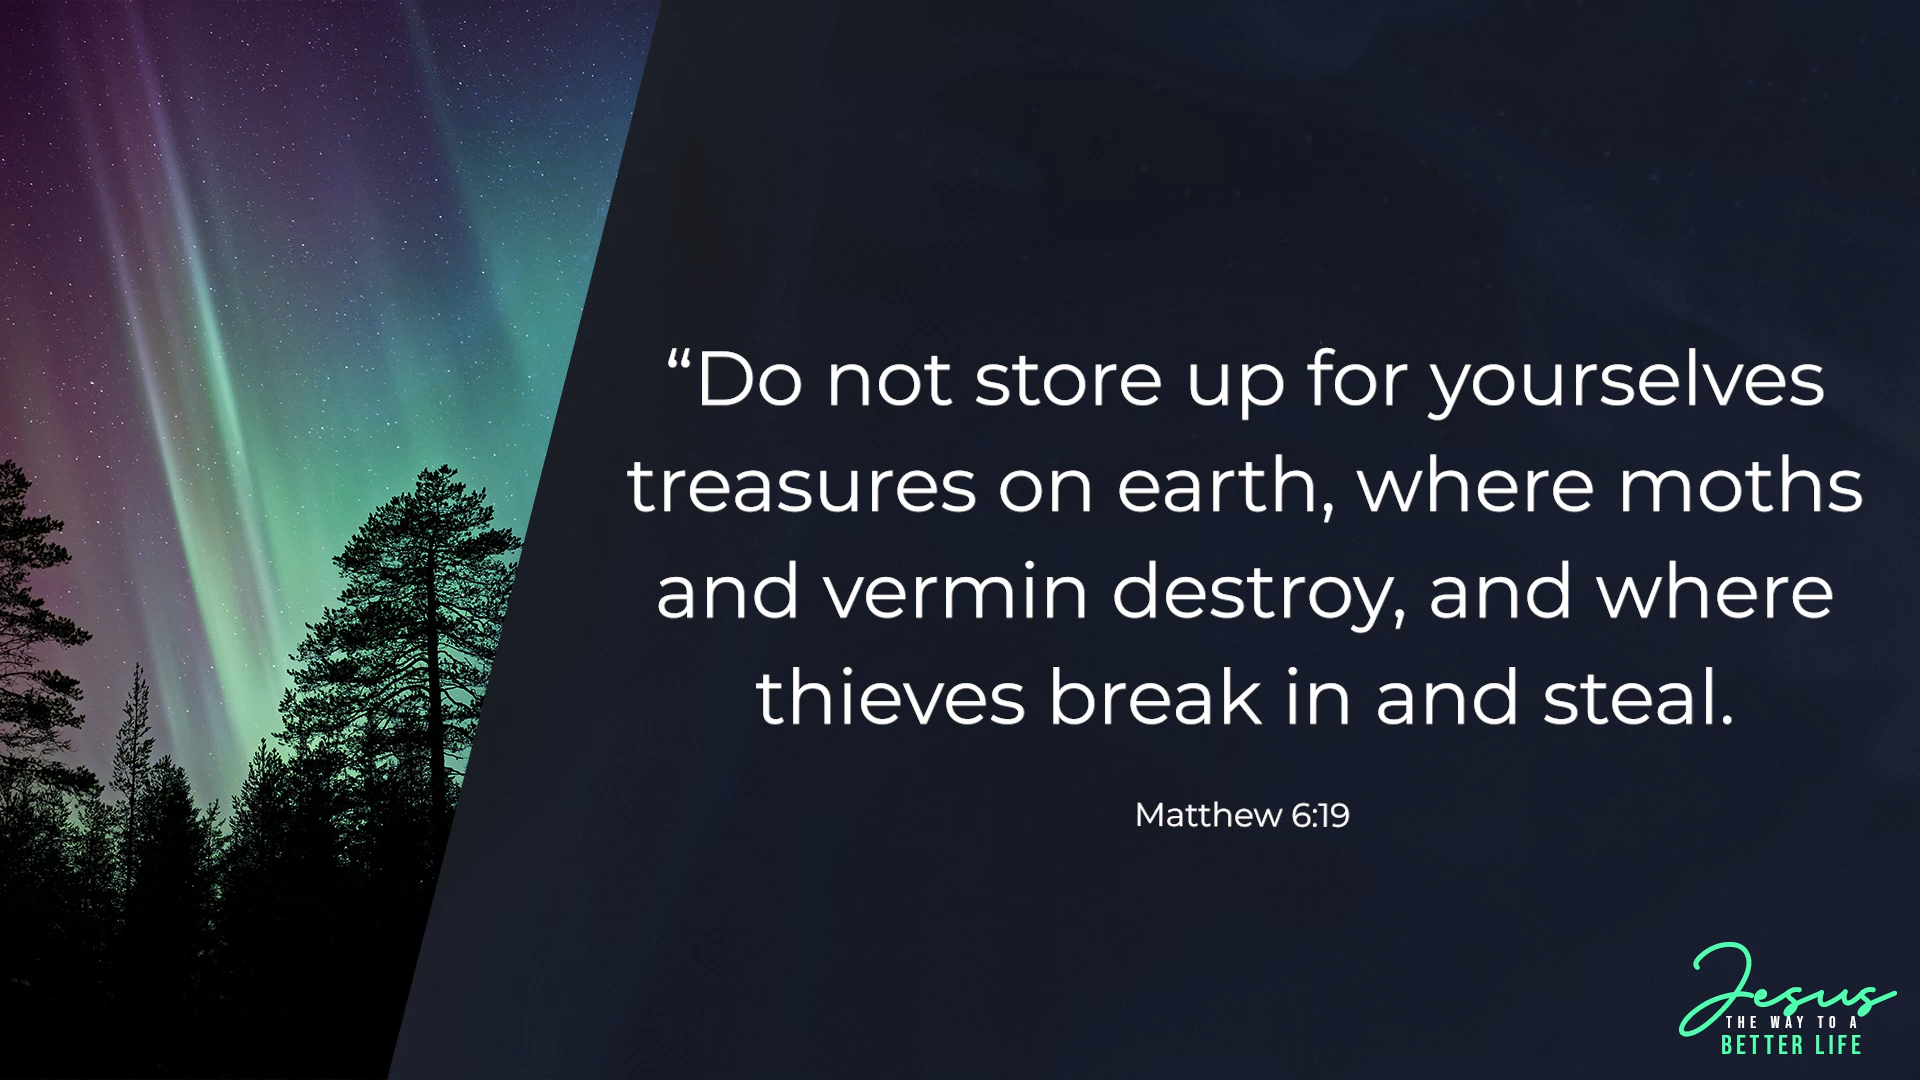 “Do not store up for yourselves
treasures on earth, where moths
and vermin destroy, and where
thieves break in and steal.
Matthew 6:19
Jesus
THE WAY TO A
BETTER LIFE